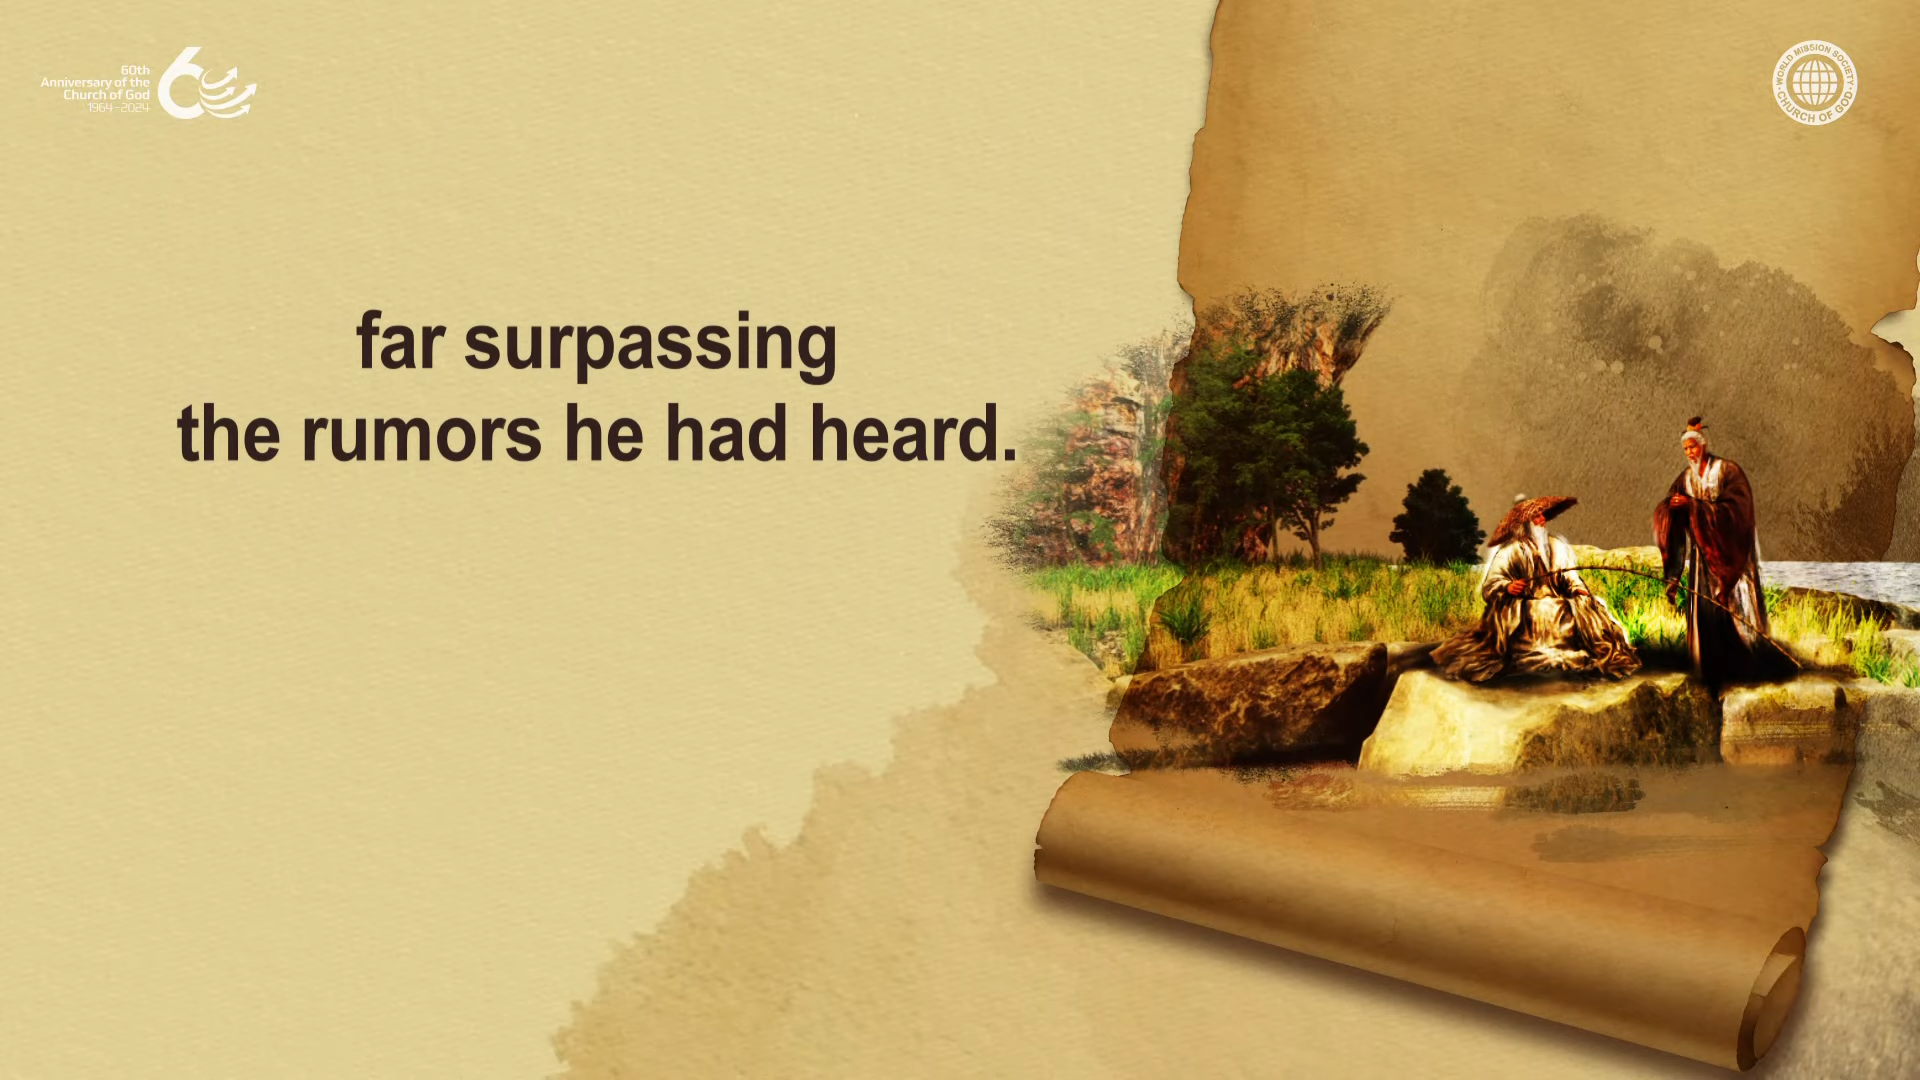 60th
Anniversary of the
Church of God
1964-2024
WORLD MISSION SOCIETY
CHURCH OF GOD
far surpassing
the rumors he had heard.